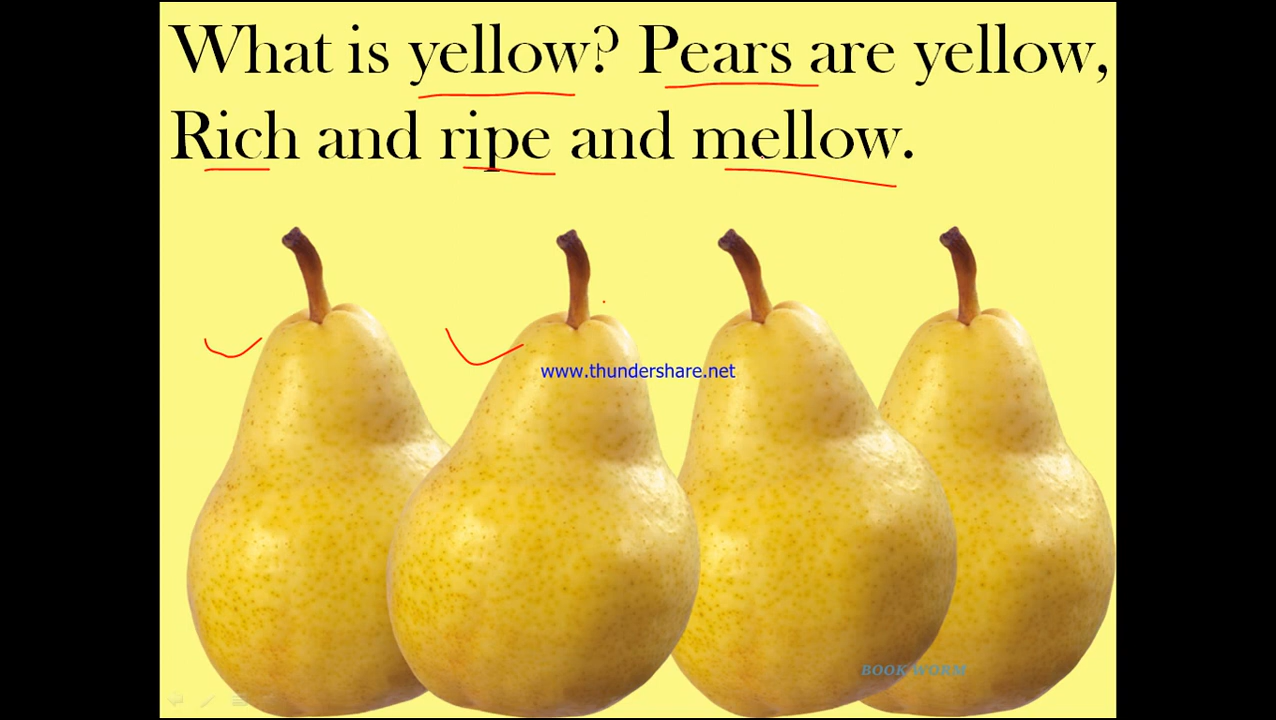 What is yellow? Pears are yellow,
Rich and ripe and mellow.
www.thundershare.net
BOOK WORM